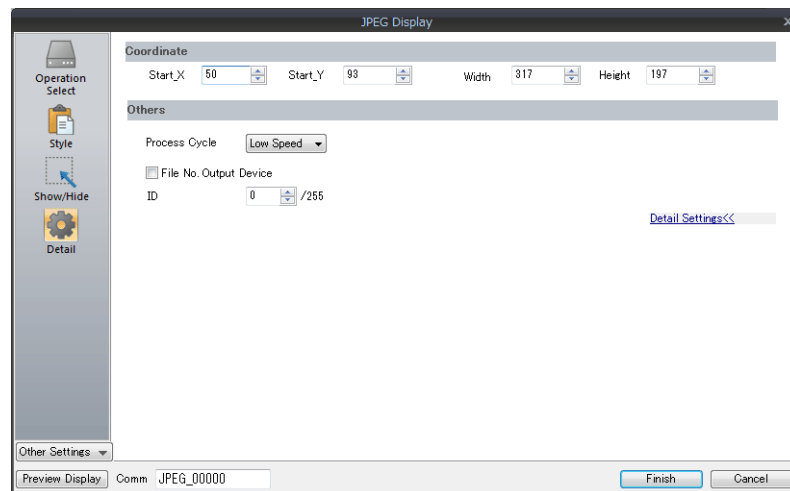 JPEG Display
Operation
Select
Style
Show/Hide
Detail
Coordinate
Start_X 50 Start_Y 93 Width 317 Height 197
Others
Process Cycle Low Speed
File No. Output Device
ID 0 /255
Detail Settings<<
Other Settings
Preview Display Comm JPEG_00000 Finish Cancel